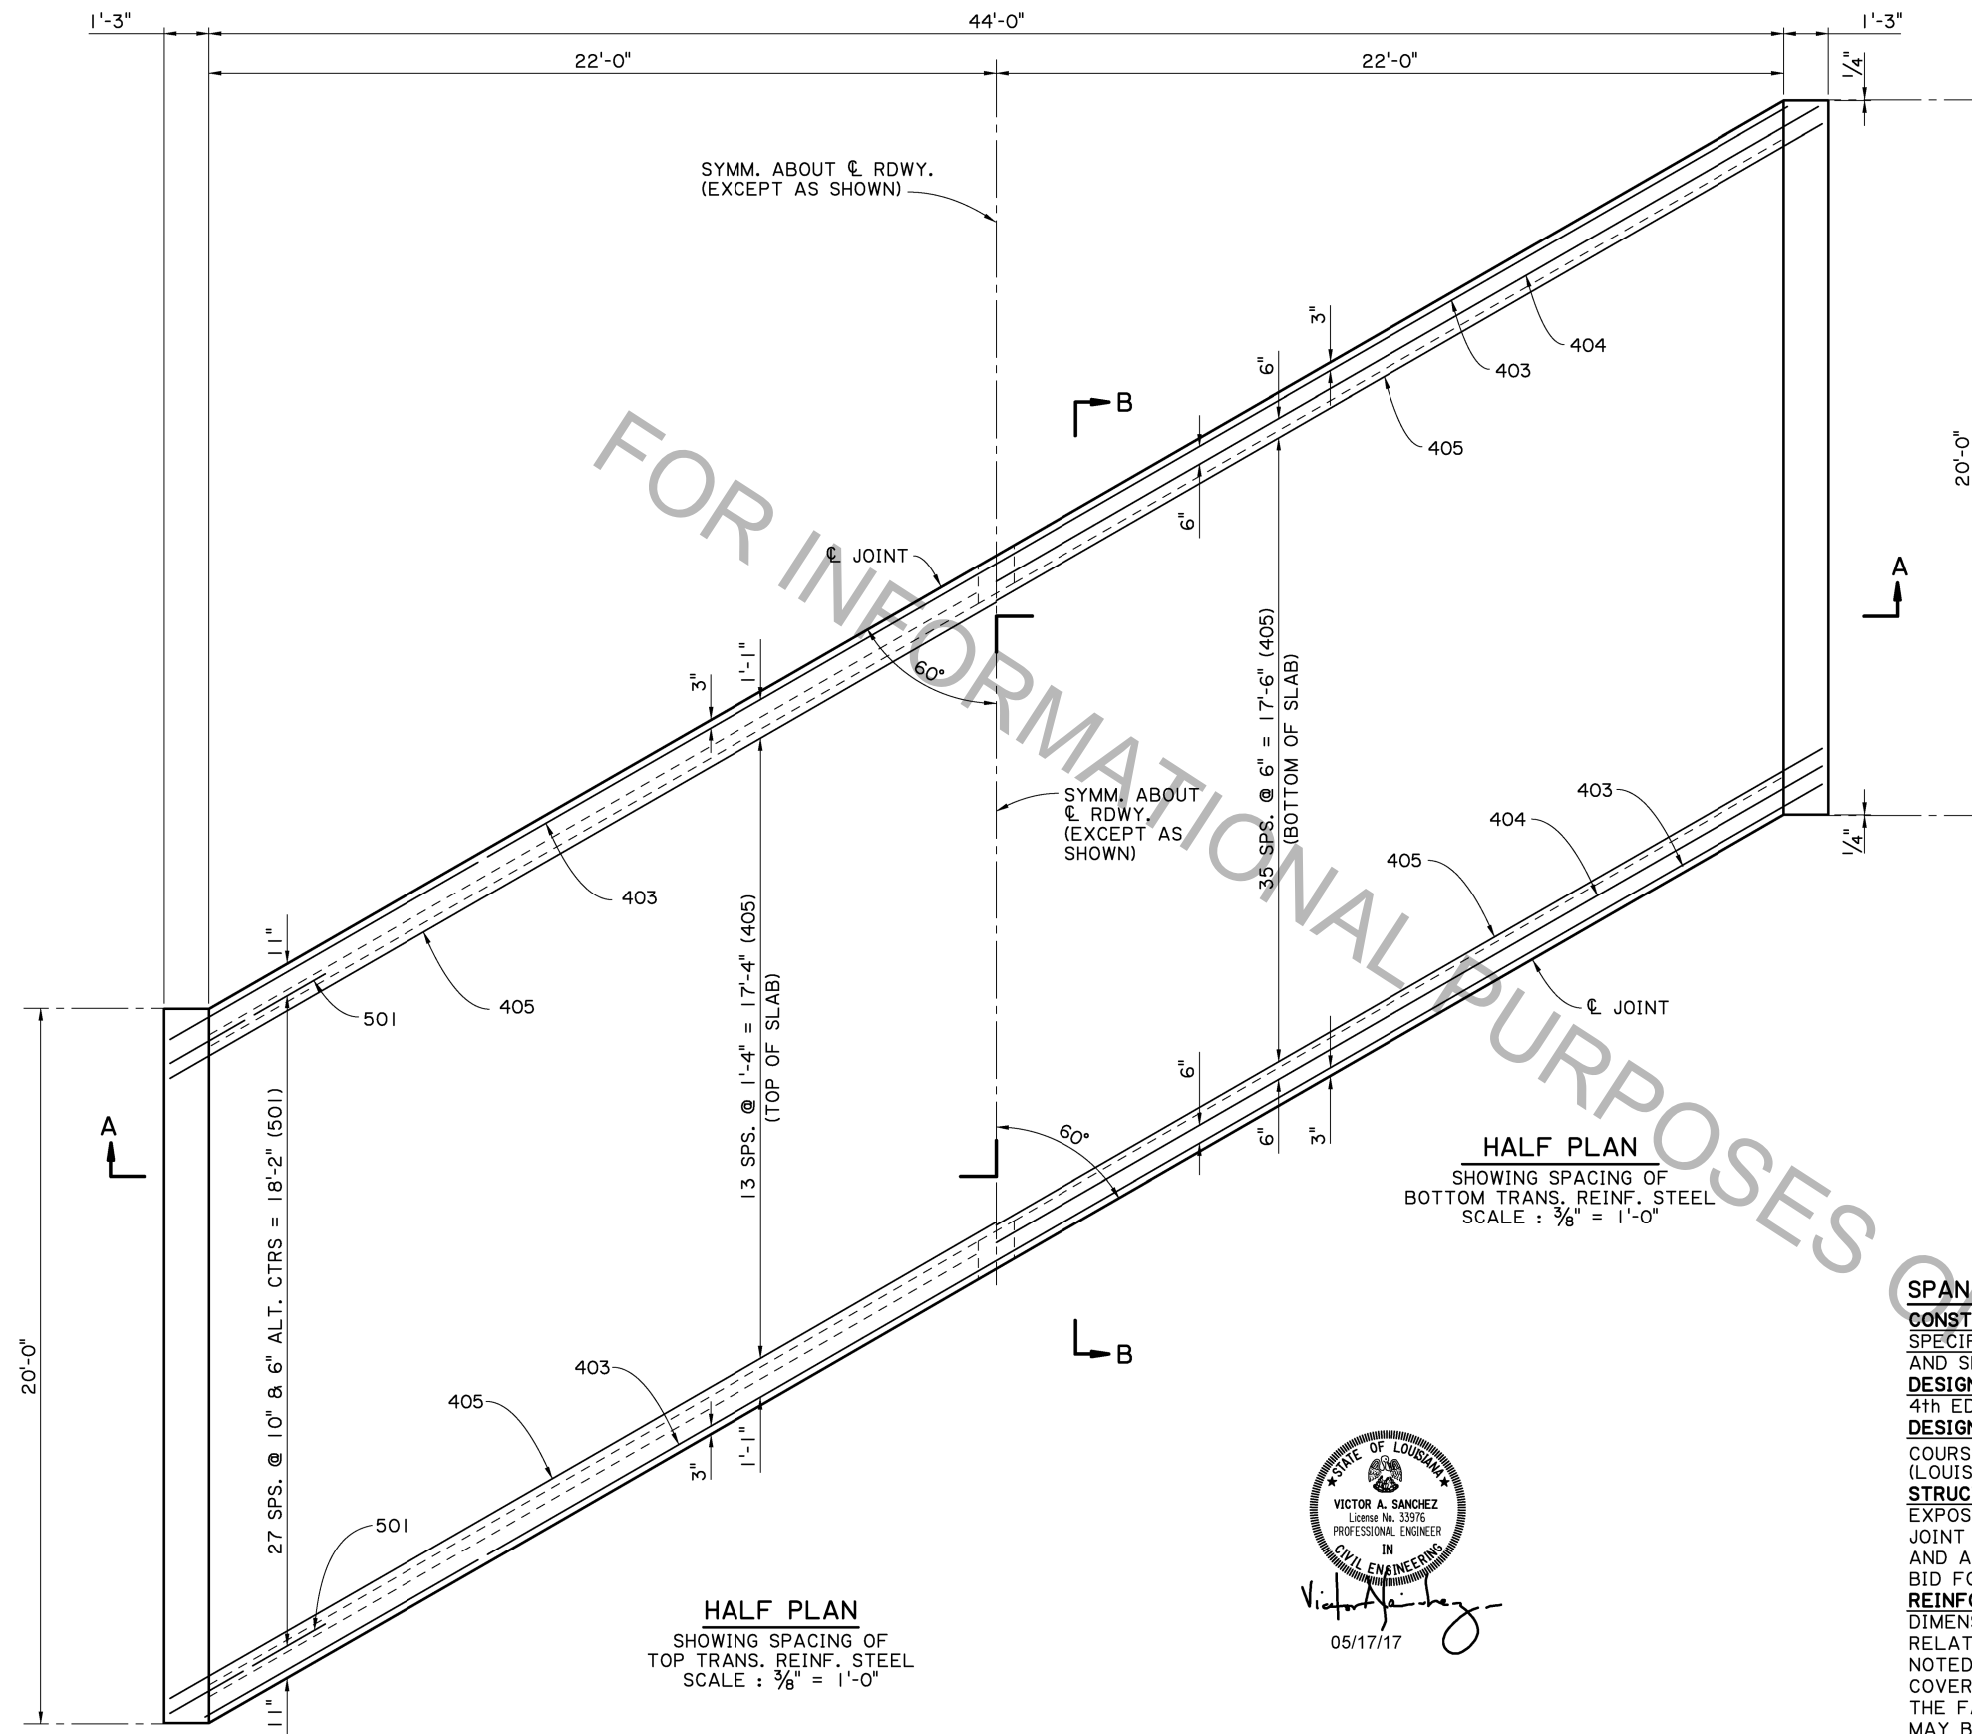 1'-3"
44'-0"
1'-3"
22'-0"
22'-0"
1/4"
SYMM. ABOUT ℄ RDWY.
(EXCEPT AS SHOWN)
3"
6"
404
403
B
405
20'-0"
6"
FOR INFORMATIONAL PURPOSES O
℄ JOINT
A
60°
1'-1"
3"
35 SPS. @ 6" = 17'-6" (405)
(BOTTOM OF SLAB)
SYMM. ABOUT
℄ RDWY.
(EXCEPT AS
SHOWN)
403
404
405
1/4"
403
13 SPS. @ 1'-4" = 17'-4" (405)
(TOP OF SLAB)
11"
405
501
℄ JOINT
6"
A
60°
6"
3"
HALF PLAN
SHOWING SPACING OF
BOTTOM TRANS. REINF. STEEL
SCALE : 3/8" = 1'-0"
27 SPS. @ 10" & 6" ALT. CTRS = 18'-2" (501)
20'-0"
B
403
405
3"
1'-1"
501
11"
HALF PLAN
SHOWING SPACING OF
TOP TRANS. REINF. STEEL
SCALE : 3/8" = 1'-0"
STATE OF LOUISIANA
VICTOR A. SANCHEZ
License No. 33976
PROFESSIONAL ENGINEER
IN
CIVIL ENGINEERING
Victor A Sanchez
05/17/17
SPAN
CONST
SPECIF
AND S
DESIGN
4th ED
DESIGN
COURS
(LOUIS
STRUC
EXPOS
JOINT
AND A
BID FO
REINFO
DIMENS
RELAT
NOTED
COVER
THE FA
MAY B